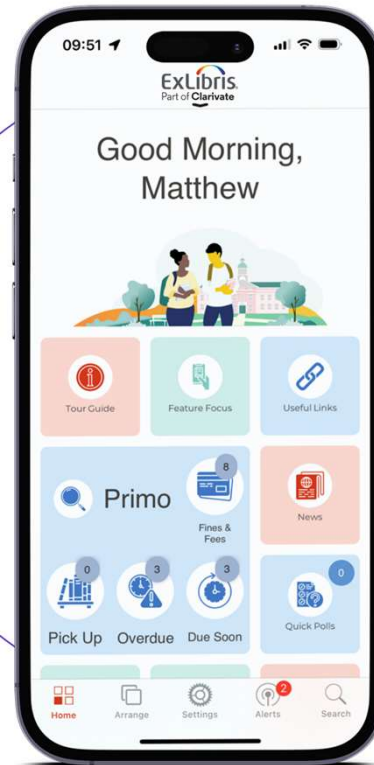 09:51
ExLibris
Part of Clarivate
Good Morning,
Matthew
Tour Guide
Feature Focus
Useful Links
Primo
8
Fines &
Fees
News
0
Pick Up
3
Overdue
3
Due Soon
0
Quick Polls
Home
Arrange
Settings
2
Alerts
Search